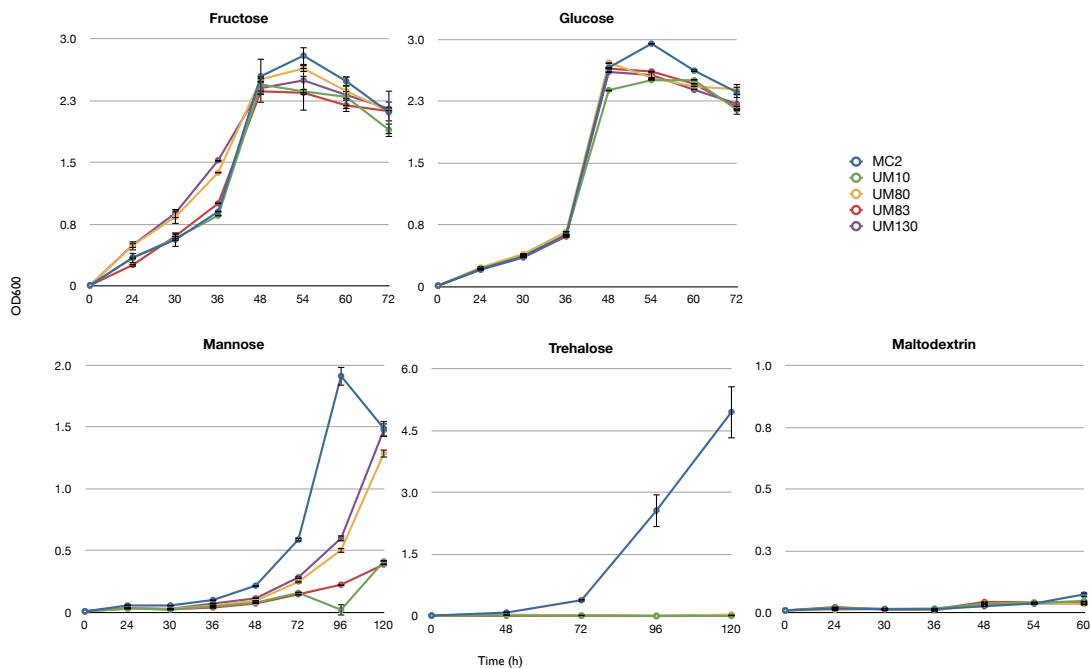 Fructose
Glucose
3.0
2.3
1.5
0.8
0
0 24 30 36 48 54 60 72
3.0
2.3
1.5
0.8
0
0 24 30 36 48 54 60 72
MC2
UM10
UM80
UM83
UM130
OD600
Mannose
Trehalose
Maltodextrin
2.0
1.5
1.0
0.5
0
0 24 30 36 48 72 96 120
6.0
4.5
3.0
1.5
0
0 48 72 96 120
1.0
0.8
0.5
0.3
0.0
0 24 30 36 48 54 60
Time (h)